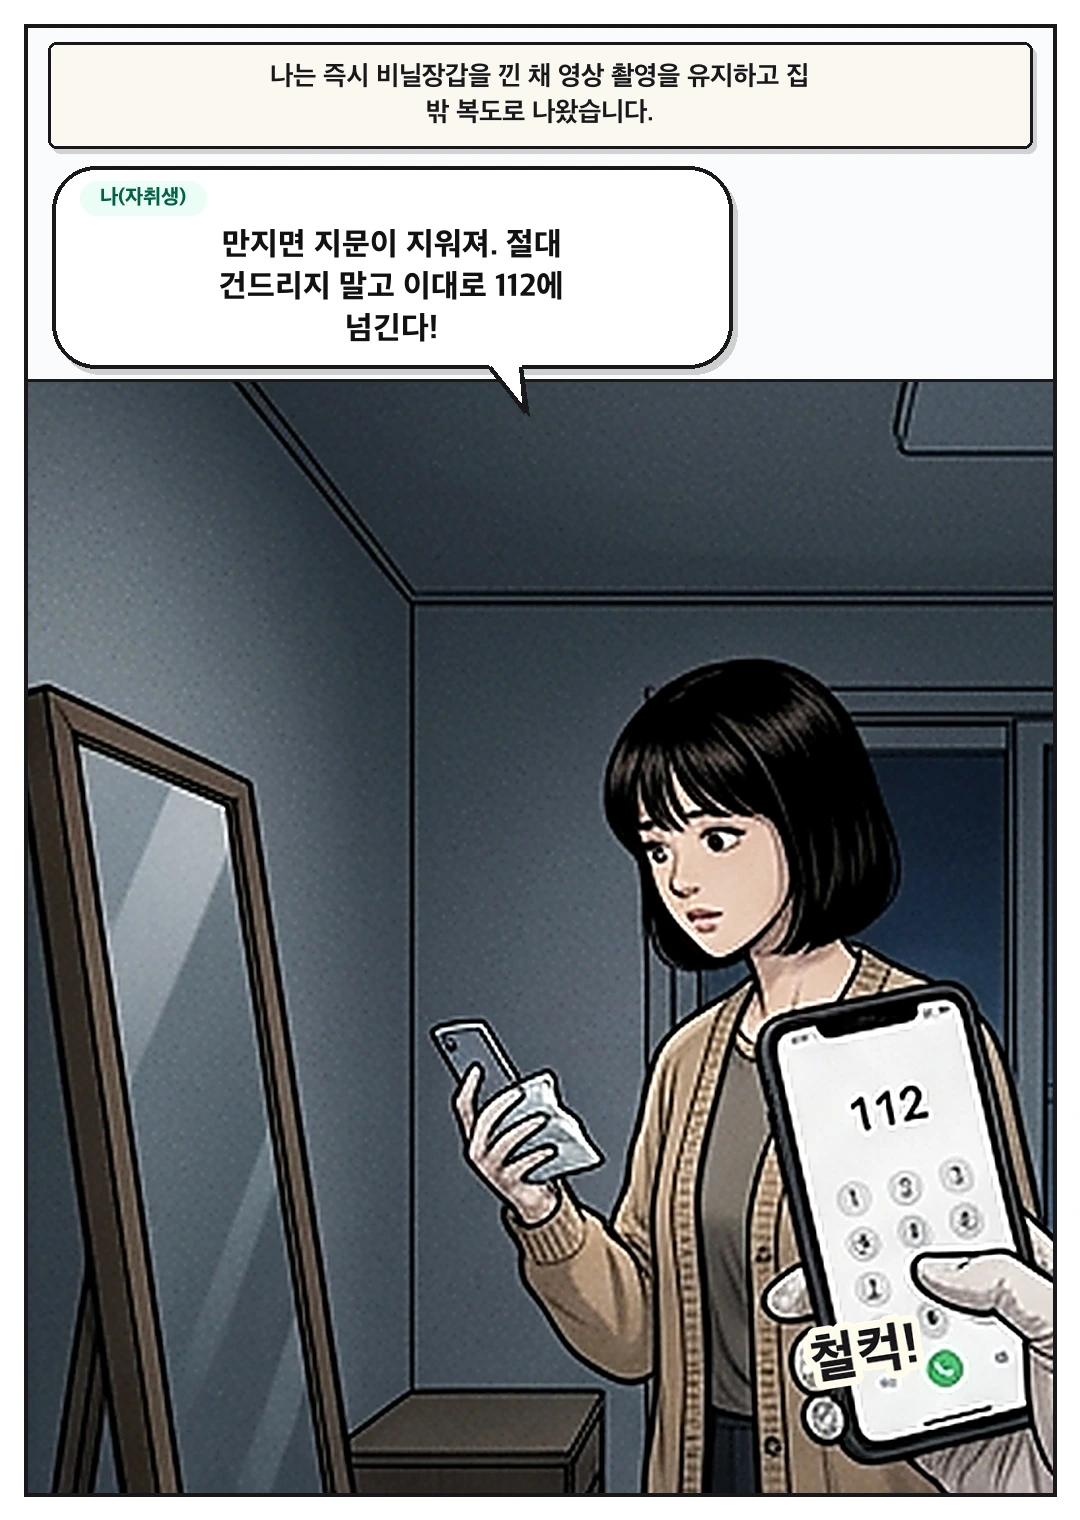 나는 즉시 비닐장갑을 낀 채 영상 촬영을 유지하고 집
밖 복도로 나왔습니다.
나(자취생)
만지면 지문이 지워져. 절대
건드리지 말고 이대로 112에
넘긴다!
112
철컥!